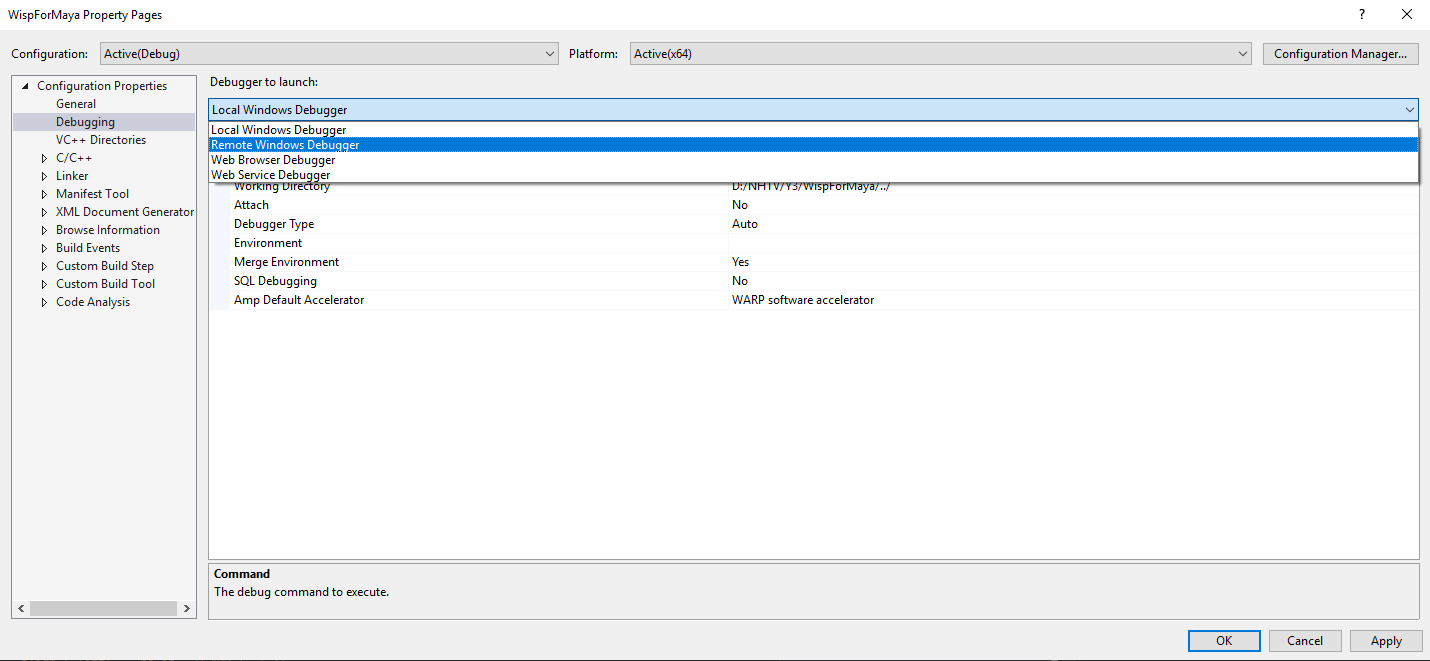 WispForMaya Property Pages
Configuration: Active(Debug) Platform: Active(x64) Configuration Manager...
Configuration Properties
General
Debugging
VC++ Directories
C/C++
Linker
Manifest Tool
XML Document Generator
Browse Information
Build Events
Custom Build Step
Custom Build Tool
Code Analysis
Debugger to launch:
Local Windows Debugger
Local Windows Debugger
Remote Windows Debugger
Web Browser Debugger
Web Service Debugger
Working Directory D:/NHTV/Y3/WispForMaya/../
Attach No
Debugger Type Auto
Environment
Merge Environment Yes
SQL Debugging No
Amp Default Accelerator WARP software accelerator
Command
The debug command to execute.
OK Cancel Apply